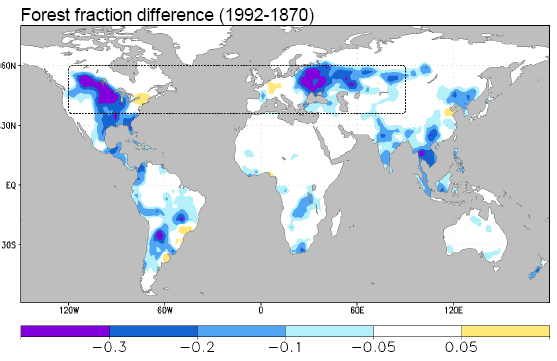 Forest fraction difference (1992-1870)
60N
30N
EQ
30S
120W 60W 0 60E 120E
−0.3 −0.2 −0.1 −0.05 0.05